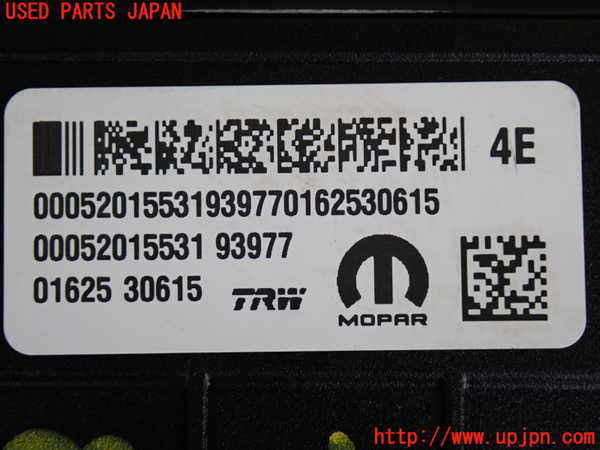 USED PARTS JAPAN
4E
00052015531939770162530615
00052015531 93977
01625 30615
TRW
MOPAR
http://www.upjpn.com/